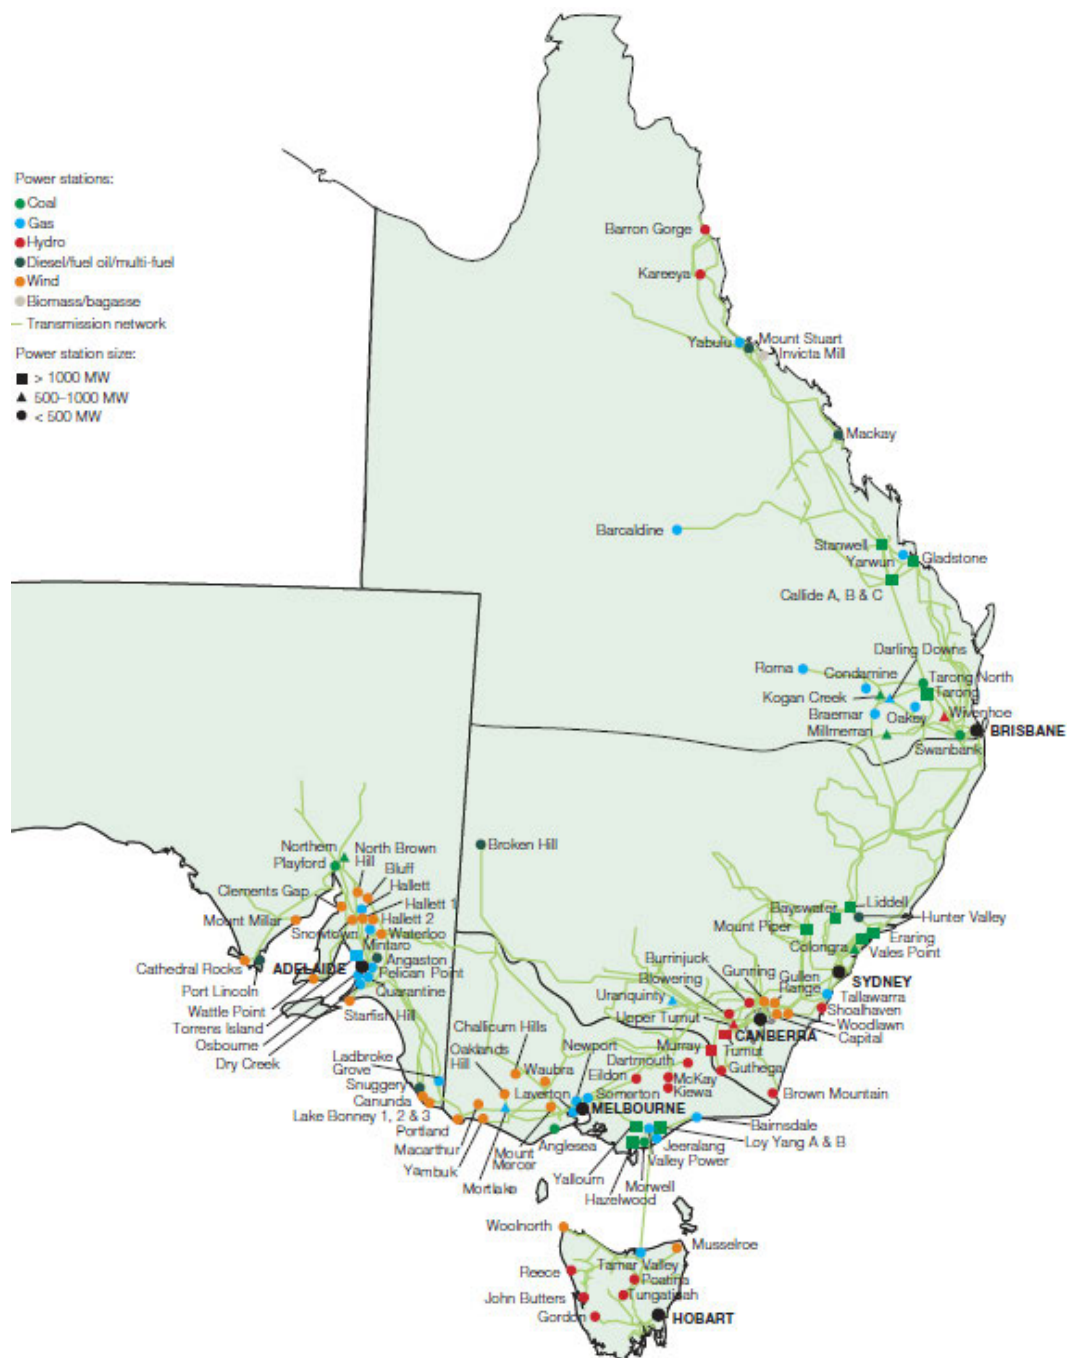 Power stations:
Coal
Gas
Hydro
Diesel/fuel oil/multi-fuel
Wind
Biomass/bagasse
Transmission network
Power station size:
> 1000 MW
500–1000 MW
< 500 MW
Barron Gorge
Kareeya
Yabulu
Mount Stuart
Invicta Mill
Mackay
Barcaldine
Stanwell
Yarwun
Gladstone
Callide A, B & C
Darling Downs
Roma
Condamine
Tarong North
Tarong
Kogan Creek
Braemar
Oakey
Wivenhoe
Millmerran
BRISBANE
Swanbank
Broken Hill
Northern
Playford
North Brown
Hill
Bluff
Hallett
Clements Gap
Hallett 1
Mount Millar
Hallett 2
Snowtown
Waterloo
Mintaro
Cathedral Rocks
ADELAIDE
Angaston
Port Lincoln
Pelican Point
Wattle Point
Quarantine
Torrens Island
Starfish Hill
Osbourne
Dry Creek
Bayswater
Liddell
Hunter Valley
Mount Piper
Eraring
Colongra
Vales Point
Burrinjuck
Gunning
Gullen
Range
SYDNEY
Blowering
Uranquinty
Tallawarra
Shoalhaven
Upper Tumut
Woodlawn
CANBERRA
Capital
Murray
Tumut
Guthega
Dartmouth
Eildon
McKay
Kiewa
Brown Mountain
Challicum Hills
Newport
Oaklands
Hill
Waubra
Ladbroke
Grove
Snuggery
Canunda
Laverton
Somerton
Lake Bonney 1, 2 & 3
MELBOURNE
Portland
Macarthur
Yambuk
Mortlake
Mount
Mercer
Anglesea
Bairnsdale
Loy Yang A & B
Jeeralang
Valley Power
Yallourn
Morwell
Hazelwood
Woolnorth
Musselroe
Tamar Valley
Reece
Poatina
Tungatinah
John Butters
Gordon
HOBART